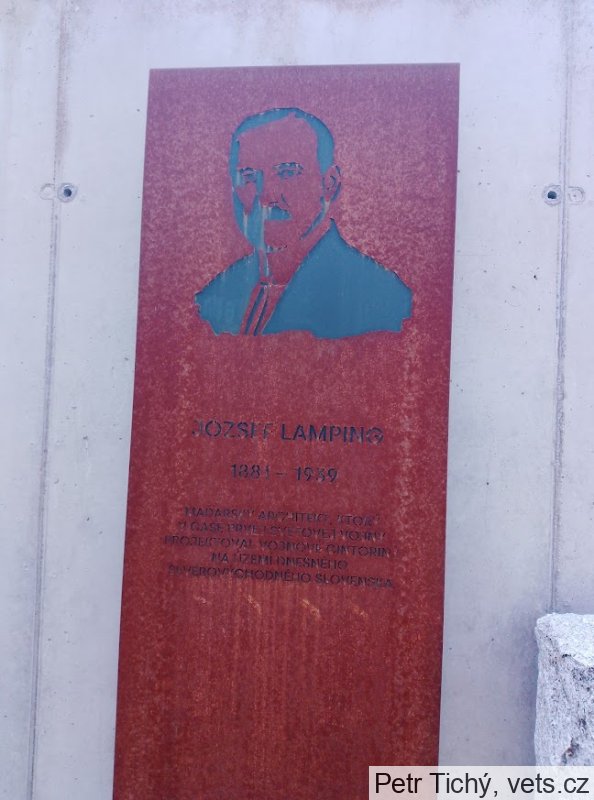 JOZSEF LAMPING
1881 – 1939
MAĎARSKÝ ARCHITEKT, KTORÝ
V ČASE PRVEJ SVETOVEJ VOJNY
PROJEKTOVAL VOJNOVÉ CINTORÍNY
NA ÚZEMÍ DNEŠNÉHO
SEVEROVÝCHODNÉHO SLOVENSKA
Petr Tichý, vets.cz